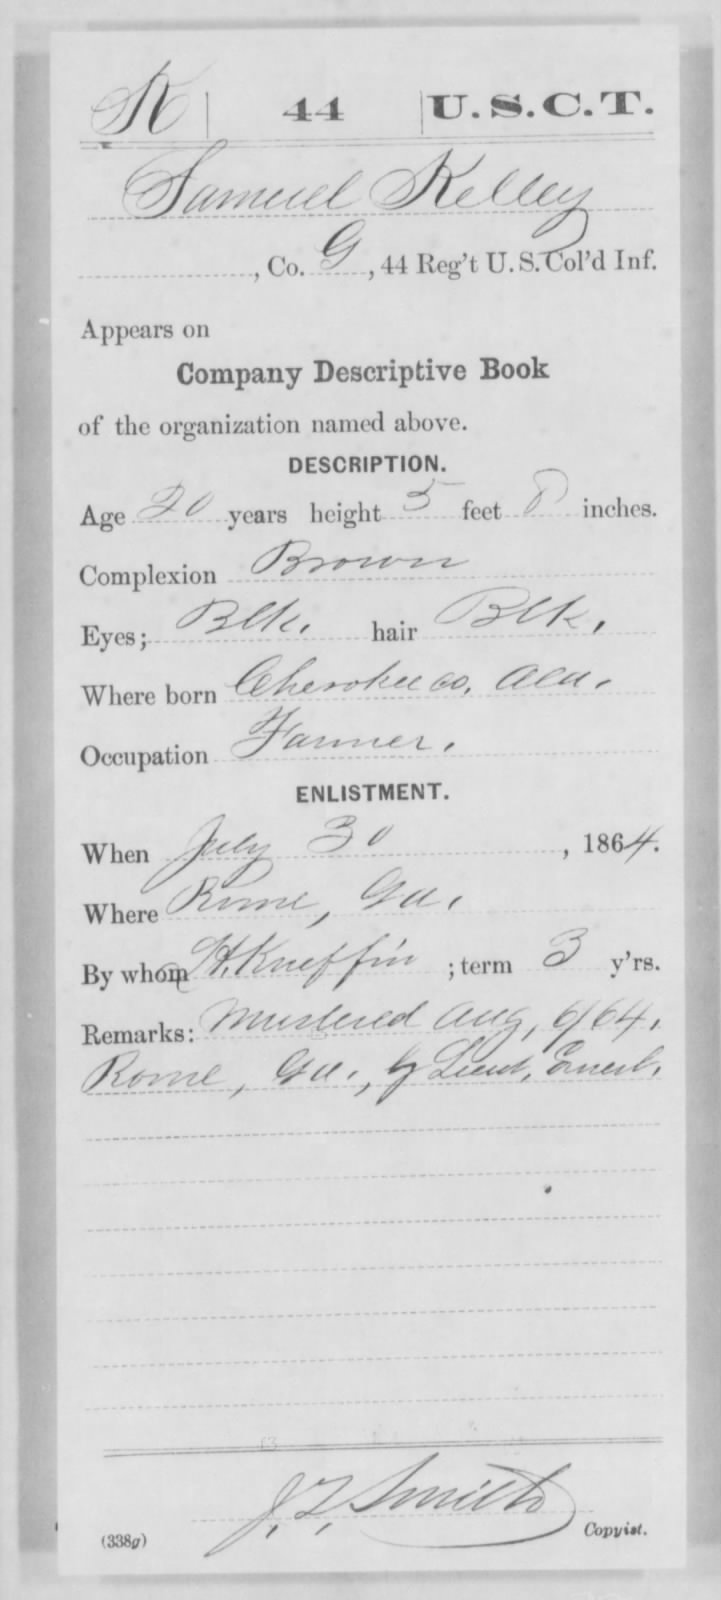 K | 44 | U.S.C.T.
Samuel Kelley
, Co. G, 44 Reg't U. S. Col'd Inf.
Appears on
Company Descriptive Book
of the organization named above.
DESCRIPTION.
Age 20 years height 5 feet 8 inches.
Complexion Brown
Eyes; Blk. hair Blk.
Where born Cherokee co, Ala.
Occupation Farmer.
ENLISTMENT.
When July 30, 1864.
Where Rome, Ga.
By whom H. Kneffin ; term 3 y'rs.
Remarks: Mustered Aug, 6/64.
Rome, Ga., by Lieut,
J. F. Smith
(338g) Copyist.